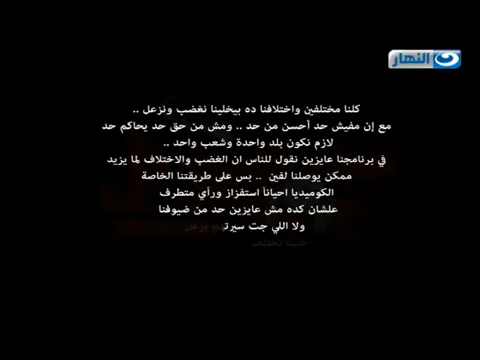 النهار
كلنا مختلفين واختلافنا ده بيخلينا نغضب ونزعل ..
مع إن مفيش حد أحسن من حد .. ومش من حق حد يحاكم حد
لازم نكون بلد واحدة وشعب واحد ..
في برنامجنا عايزين نقول للناس ان الغضب والاختلاف لما يزيد
ممكن يوصلنا لفين .. بس على طريقتنا الخاصة
الكوميديا احياناً استفزاز ورأي متطرف
علشان كده مش عايزين حد من ضيوفنا
ولا اللي جت سيرتهم يزعل